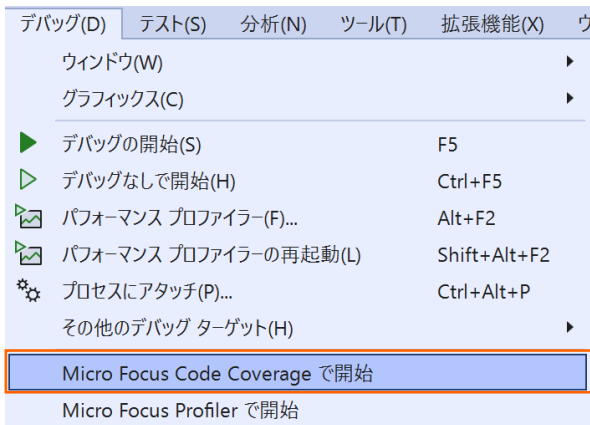 デバッグ(D) テスト(S) 分析(N) ツール(T) 拡張機能(X)
ウィンドウ(W)
グラフィックス(C)
デバッグの開始(S) F5
デバッグなしで開始(H) Ctrl+F5
パフォーマンス プロファイラー(F)... Alt+F2
パフォーマンス プロファイラーの再起動(L) Shift+Alt+F2
プロセスにアタッチ(P)... Ctrl+Alt+P
その他のデバッグ ターゲット(H)
Micro Focus Code Coverage で開始
Micro Focus Profiler で開始